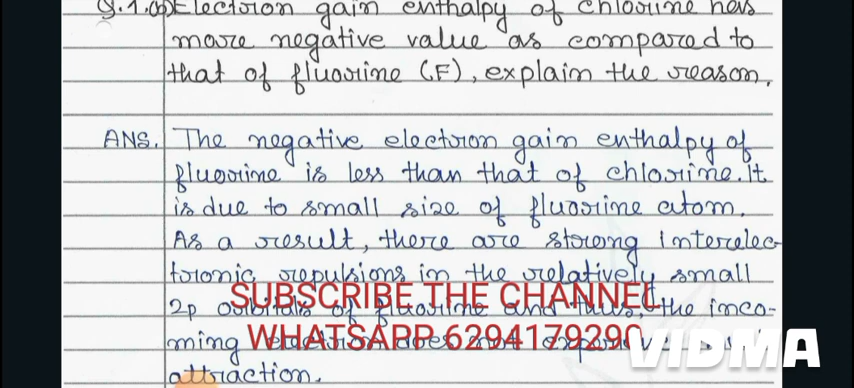 Q.1.(b) Electron gain enthalpy of chlorine has
more negative value as compared to
that of fluorine (F), explain the reason.
ANS. The negative electron gain enthalpy of
fluorine is less than that of chlorine. It
is due to small size of fluorine atom.
As a result, there are strong interelec-
tronic repulsions in the relatively small
2p orbitals of fluorine and thus, the inco-
SUBSCRIBE THE CHANNEL
ming
WHATSAPP 6294179290
VIDMA
attraction.